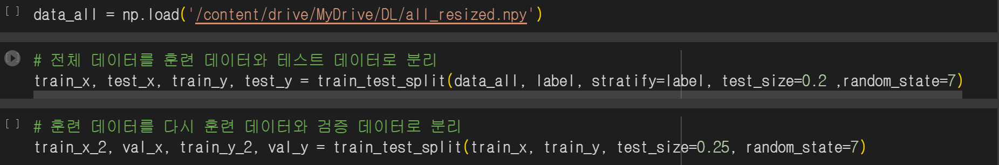 [ ] data_all = np.load('/content/drive/MyDrive/DL/all_resized.npy')
[ ] # 전체 데이터를 훈련 데이터와 테스트 데이터로 분리
train_x, test_x, train_y, test_y = train_test_split(data_all, label, stratify=label, test_size=0.2 ,random_state=7)
[ ] # 훈련 데이터를 다시 훈련 데이터와 검증 데이터로 분리
train_x_2, val_x, train_y_2, val_y = train_test_split(train_x, train_y, test_size=0.25, random_state=7)